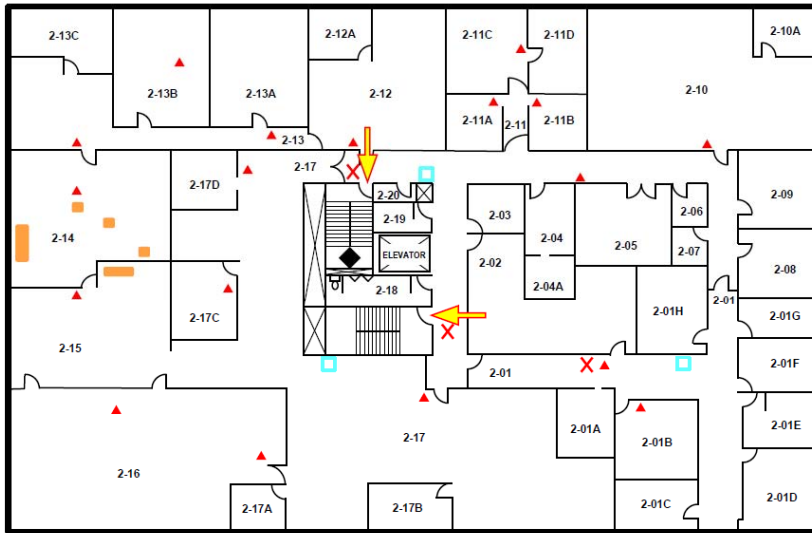 2-13C
2-12A
2-11C
2-11D
2-10A
2-13B
2-13A
2-12
2-10
2-11A
2-11
2-11B
2-13
2-17
2-17D
2-20
2-03
2-04
2-06
2-09
2-19
2-05
2-14
ELEVATOR
2-02
2-07
2-08
2-18
2-04A
2-01
2-17C
2-01H
2-01G
2-15
2-01
2-01F
2-01E
2-17
2-01A
2-01B
2-16
2-17A
2-17B
2-01C
2-01D